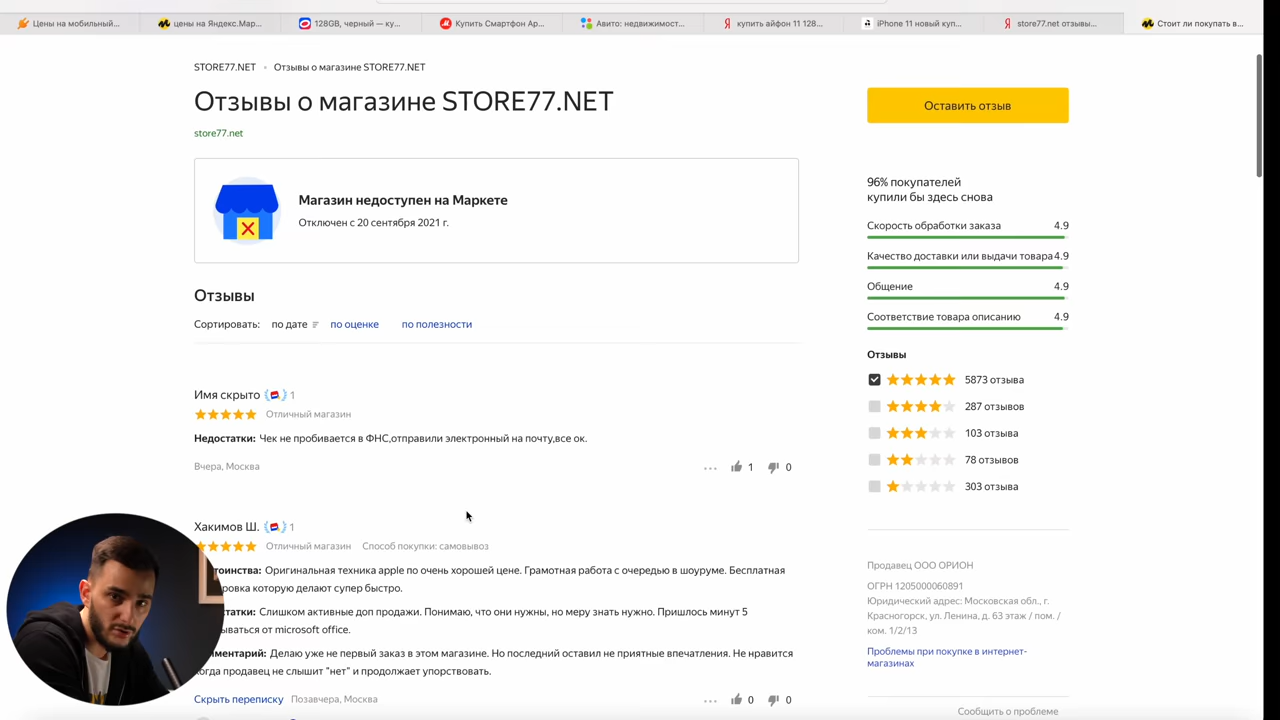 Цены на мобильный...
цены на Яндекс.Мар...
128GB, черный — ку...
Купить Смартфон Ap...
Авито: недвижимост...
купить айфон 11 128...
iPhone 11 новый куп...
store77.net отзывы...
Стоит ли покупать в...
STORE77.NET • Отзывы о магазине STORE77.NET
Отзывы о магазине STORE77.NET
store77.net
Магазин недоступен на Маркете
Отключен с 20 сентября 2021 г.
Отзывы
Сортировать: по дате по оценке по полезности
Имя скрыто 1
Отличный магазин
Недостатки: Чек не пробивается в ФНС,отправили электронный на почту,все ок.
Вчера, Москва
... 1 0
Хакимов Ш. 1
Отличный магазин Способ покупки: самовывоз
тоинства: Оригинальная техника apple по очень хорошей цене. Грамотная работа с очередью в шоуруме. Бесплатная
ровка которую делают супер быстро.
статки: Слишком активные доп продажи. Понимаю, что они нужны, но меру знать нужно. Пришлось минут 5
ываться от microsoft office.
ментарий: Делаю уже не первый заказ в этом магазине. Но последний оставил не приятные впечатления. Не нравится
огда продавец не слышит "нет" и продолжает упорствовать.
Скрыть переписку Позавчера, Москва
... 0 0
Оставить отзыв
96% покупателей
купили бы здесь снова
Скорость обработки заказа 4.9
Качество доставки или выдачи товара 4.9
Общение 4.9
Соответствие товара описанию 4.9
Отзывы
5873 отзыва
287 отзывов
103 отзыва
78 отзывов
303 отзыва
Продавец ООО ОРИОН
ОГРН 1205000060891
Юридический адрес: Московская обл., г.
Красногорск, ул. Ленина, д. 63 этаж / пом. /
ком. 1/2/13
Проблемы при покупке в интернет-
магазинах
Сообщить о проблеме